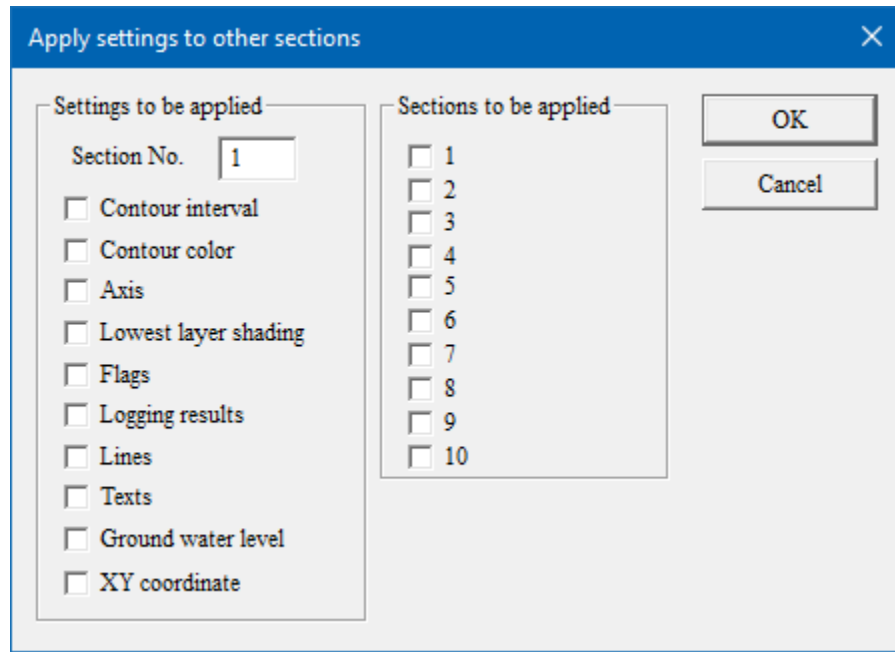 Apply settings to other sections
Settings to be applied
Section No. 1
Contour interval
Contour color
Axis
Lowest layer shading
Flags
Logging results
Lines
Texts
Ground water level
XY coordinate
Sections to be applied
1
2
3
4
5
6
7
8
9
10
OK
Cancel